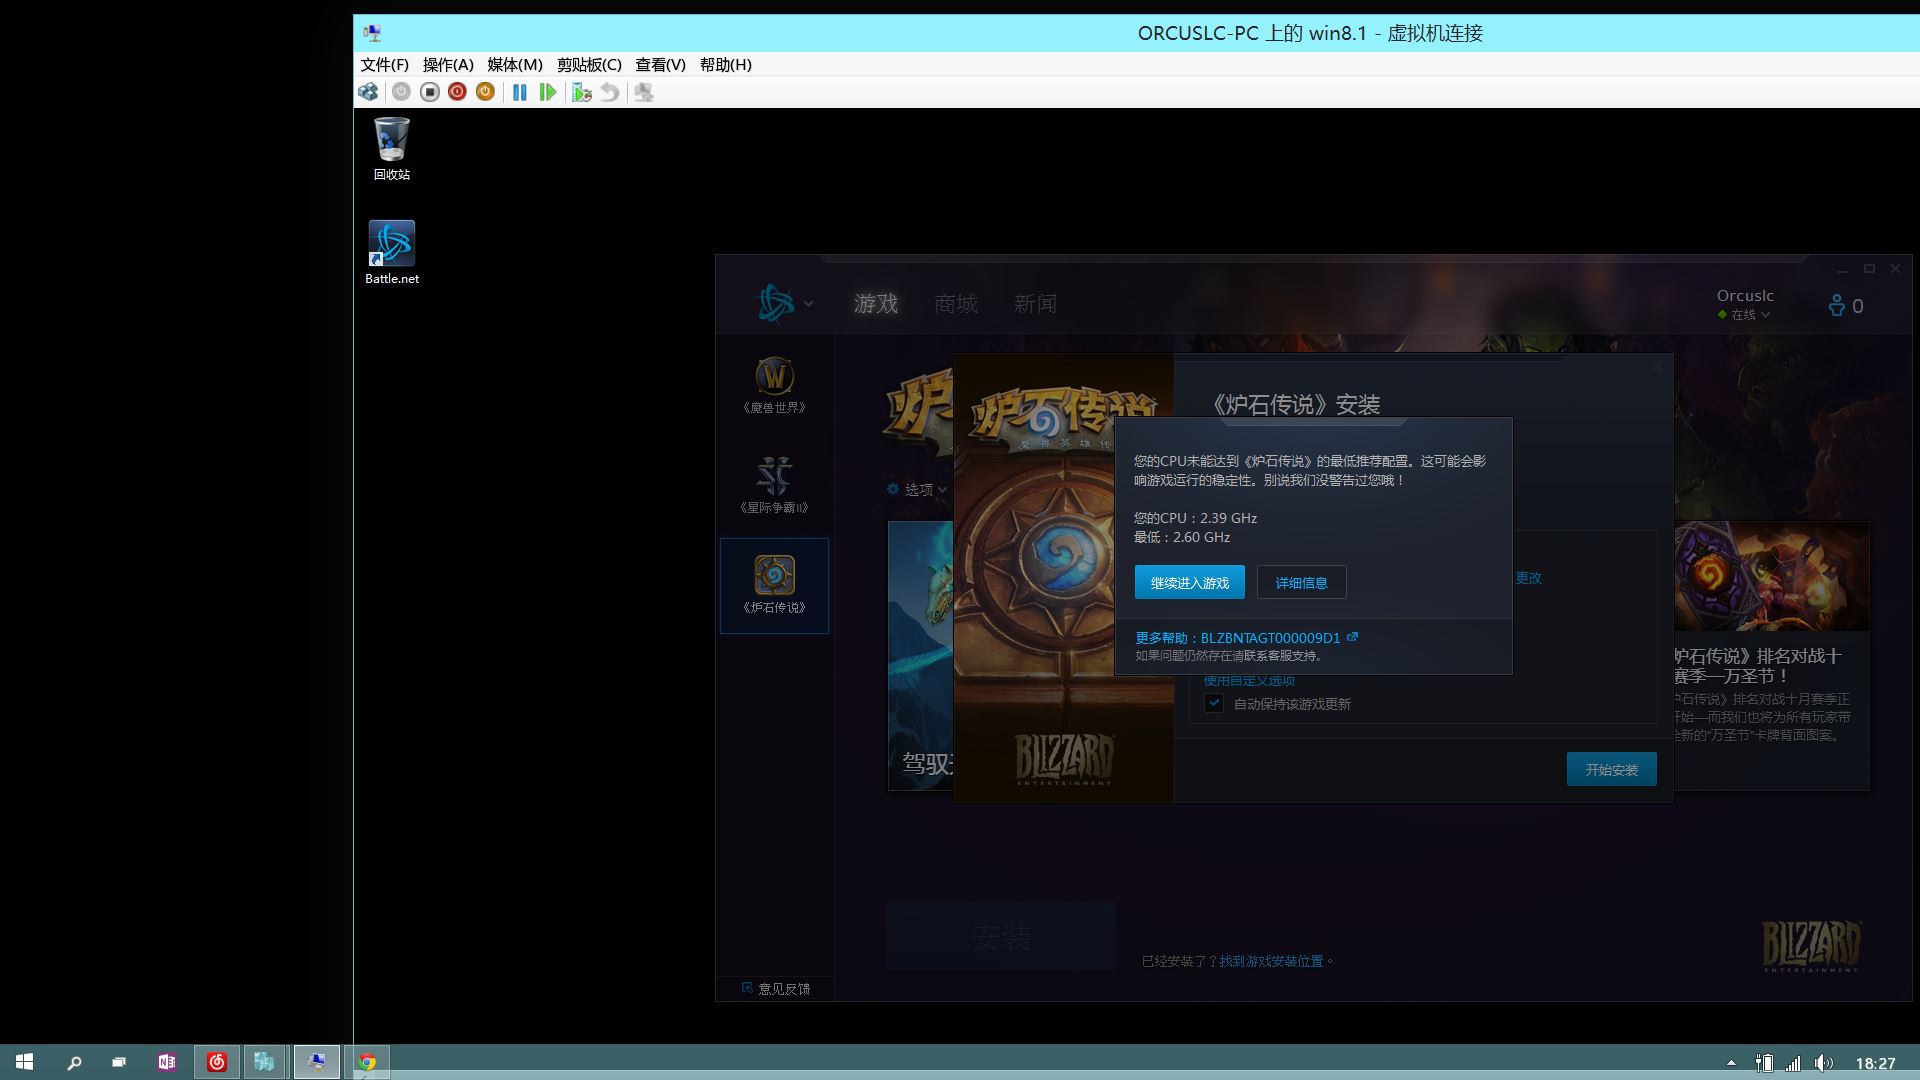 ORCUSLC-PC 上的 win8.1 - 虚拟机连接
文件(F) 操作(A) 媒体(M) 剪贴板(C) 查看(V) 帮助(H)
回收站
Battle.net
游戏 商城 新闻
Orcuslc
在线
0
《魔兽世界》
《星际争霸II》
《炉石传说》
意见反馈
选项
炉石传说
《炉石传说》安装
您的CPU未能达到《炉石传说》的最低推荐配置。这可能会影
响游戏运行的稳定性。别说我们没警告过您哦！
您的CPU：2.39 GHz
最低：2.60 GHz
继续进入游戏 详细信息
更多帮助：BLZBNTAGT000009D1
如果问题仍然存在请联系客服支持。
更改
使用自定义选项
自动保持该游戏更新
开始安装
BLIZZARD
ENTERTAINMENT
驾驭
炉石传说》排名对战十
赛季—万圣节！
炉石传说》排名对战十月赛季正
开始—而我们也将为所有玩家带
全新的“万圣节”卡牌背面图案。
安装
已经安装了？找到游戏安装位置。
BLIZZARD
ENTERTAINMENT
18:27